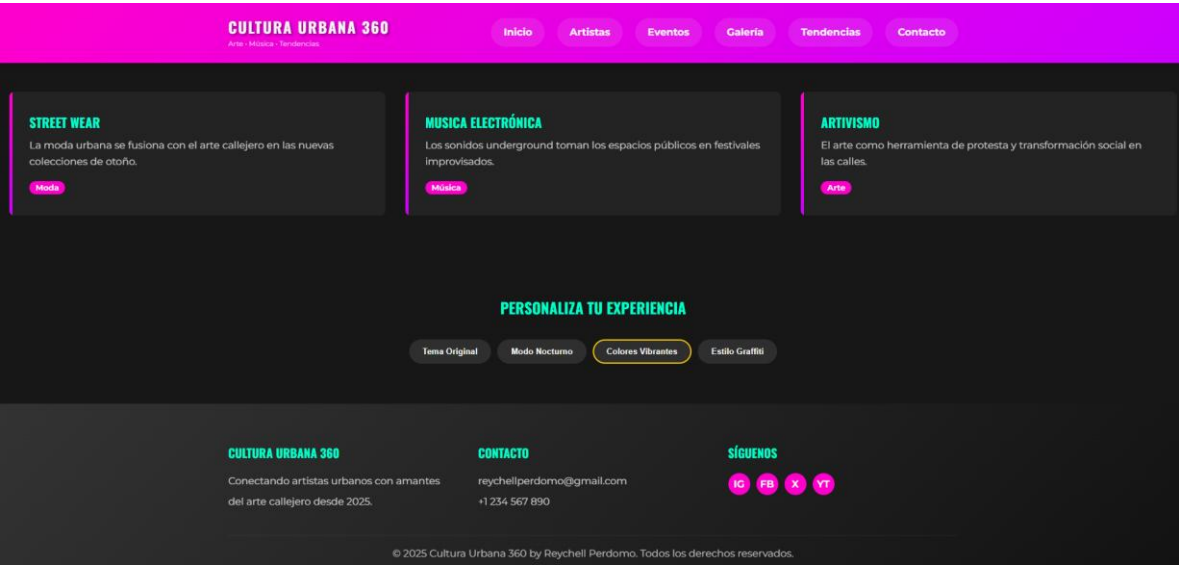 CULTURA URBANA 360
Arte - Música - Tendencias
Inicio
Artistas
Eventos
Galería
Tendencias
Contacto
STREET WEAR
La moda urbana se fusiona con el arte callejero en las nuevas
colecciones de otoño.
Moda
MUSICA ELECTRÓNICA
Los sonidos underground toman los espacios públicos en festivales
improvisados.
Música
ARTIVISMO
El arte como herramienta de protesta y transformación social en
las calles.
Arte
PERSONALIZA TU EXPERIENCIA
Tema Original
Modo Nocturno
Colores Vibrantes
Estilo Graffiti
CULTURA URBANA 360
Conectando artistas urbanos con amantes
del arte callejero desde 2025.
CONTACTO
reychellperdomo@gmail.com
+1 234 567 890
SÍGUENOS
IG
FB
X
YT
© 2025 Cultura Urbana 360 by Reychell Perdomo. Todos los derechos reservados.